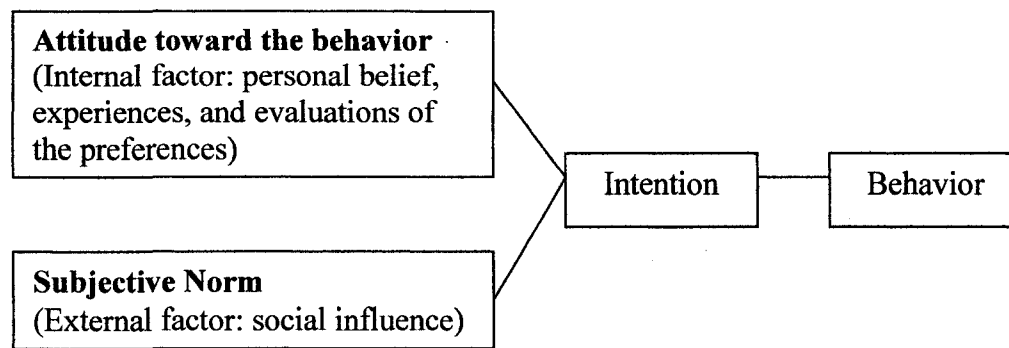 Attitude toward the behavior
(Internal factor: personal belief,
experiences, and evaluations of
the preferences)
Intention
Behavior
Subjective Norm
(External factor: social influence)